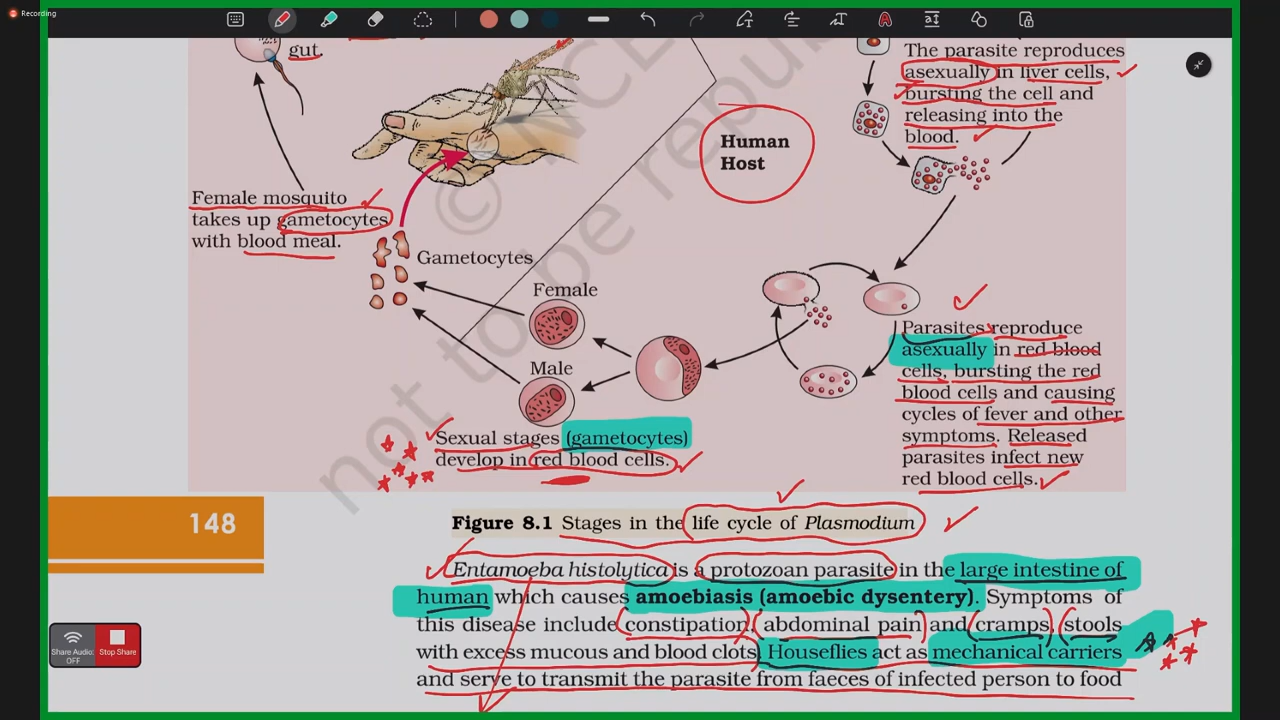 Recording
gut.
The parasite reproduces
asexually in liver cells,
bursting the cell and
releasing into the
blood.
Human
Host
Female mosquito
takes up gametocytes
with blood meal.
Gametocytes
Female
Male
Parasites reproduce
asexually in red blood
cells, bursting the red
blood cells and causing
cycles of fever and other
symptoms. Released
parasites infect new
red blood cells.
Sexual stages (gametocytes)
develop in red blood cells.
not to be repu
© NCE
148
Figure 8.1 Stages in the life cycle of Plasmodium
Entamoeba histolytica is a protozoan parasite in the large intestine of
human which causes amoebiasis (amoebic dysentery). Symptoms of
this disease include constipation, abdominal pain and cramps, stools
with excess mucous and blood clots. Houseflies act as mechanical carriers
and serve to transmit the parasite from faeces of infected person to food
Share Audio: OFF
Stop Share